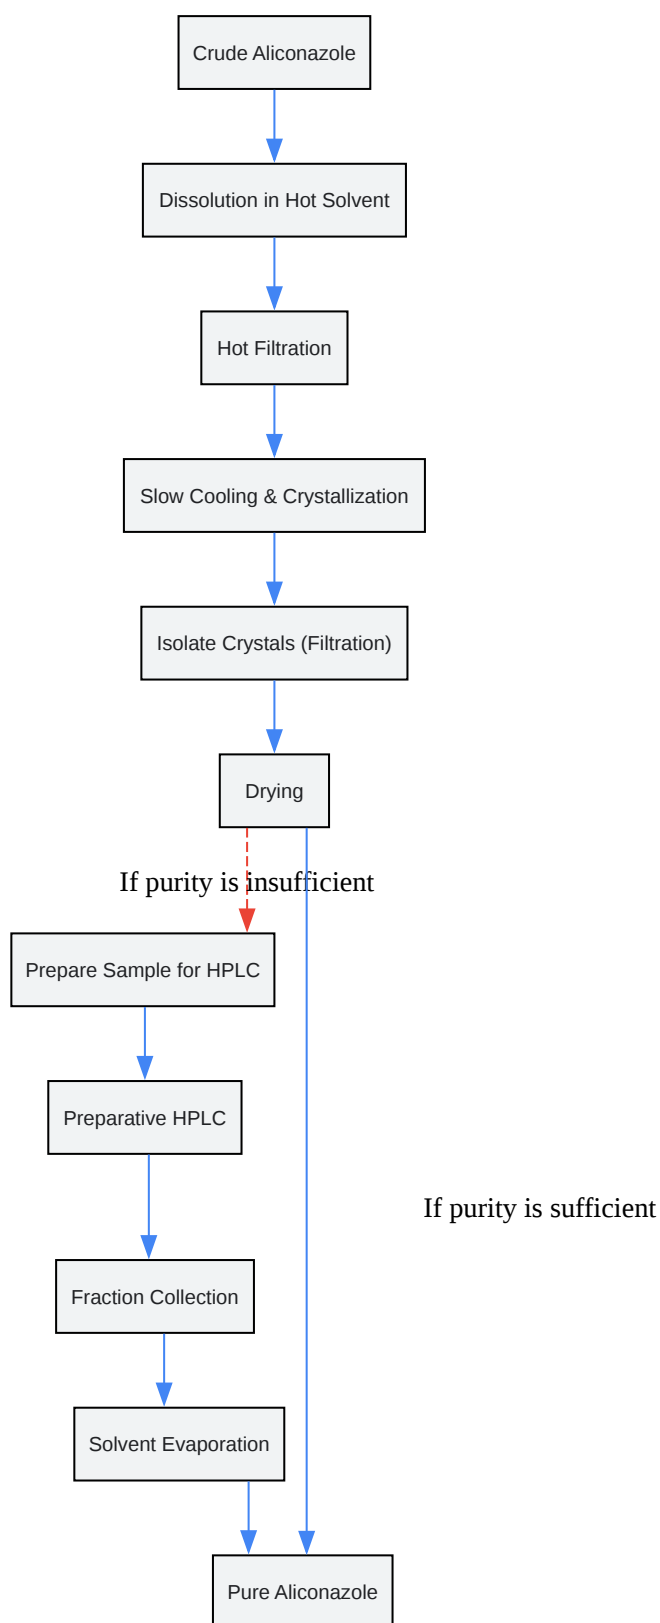 Crude Aliconazole
Dissolution in Hot Solvent
Hot Filtration
Slow Cooling & Crystallization
Isolate Crystals (Filtration)
Drying
If purity is insufficient
Prepare Sample for HPLC
Preparative HPLC
If purity is sufficient
Fraction Collection
Solvent Evaporation
Pure Aliconazole